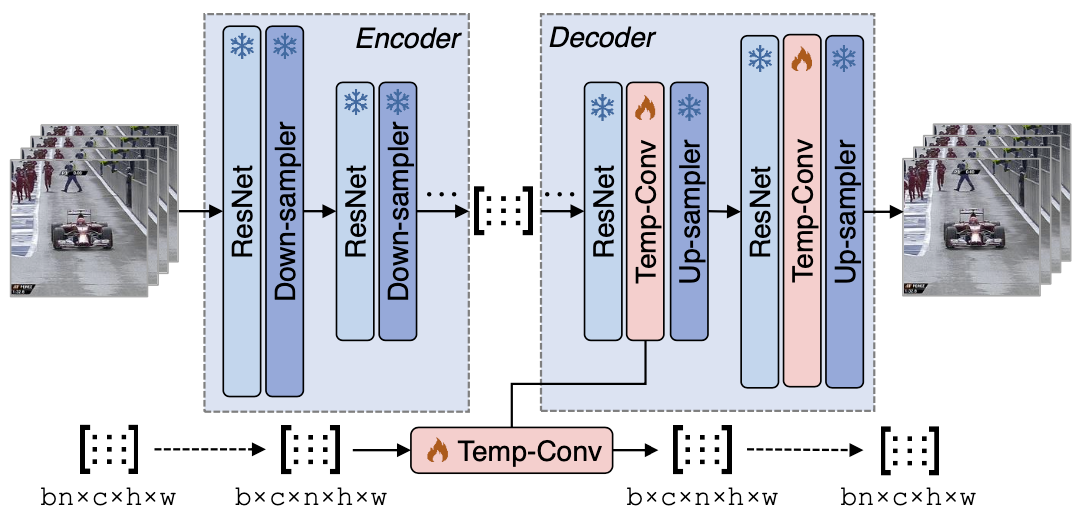 Encoder
Decoder
ResNet
Down-sampler
ResNet
Down-sampler
...
...
ResNet
Temp-Conv
Up-sampler
ResNet
Temp-Conv
Up-sampler
Temp-Conv
bn×c×h×w
b×c×n×h×w
b×c×n×h×w
bn×c×h×w